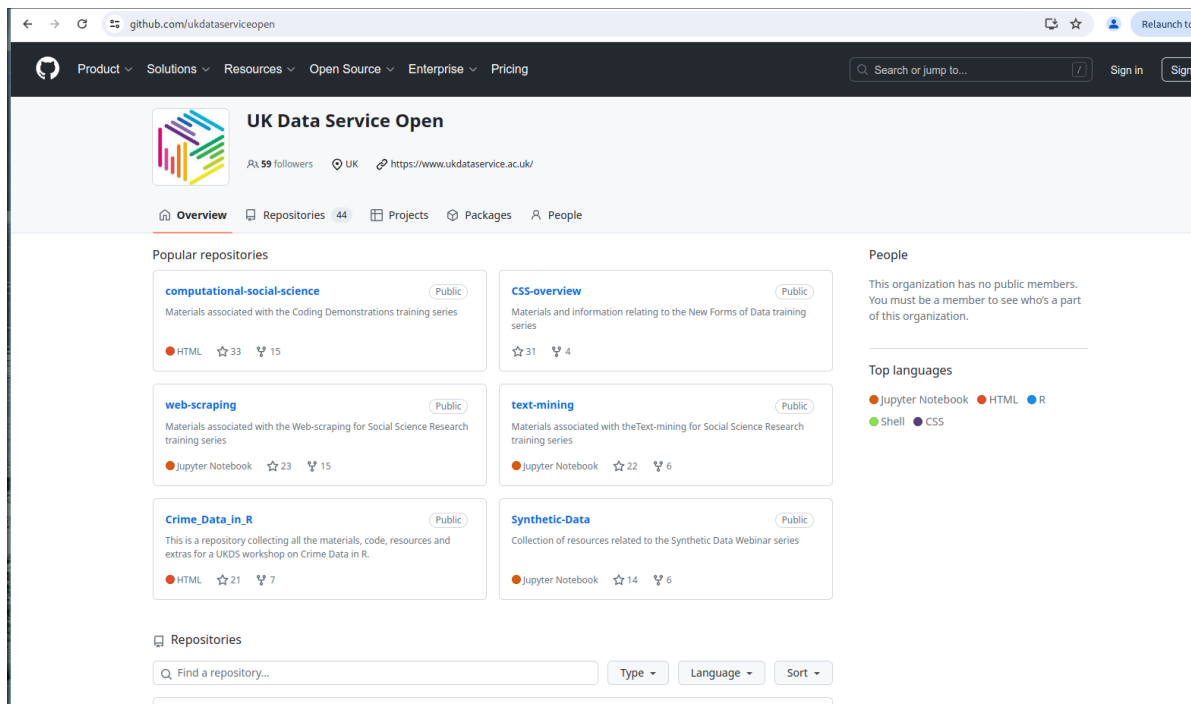 github.com/ukdataserviceopen
Relaunch to
Product Solutions Resources Open Source Enterprise Pricing
Search or jump to... / Sign in Sign
UK Data Service Open
59 followers UK https://www.ukdataservice.ac.uk/
Overview Repositories 44 Projects Packages People
Popular repositories
computational-social-science Public
Materials associated with the Coding Demonstrations training series
HTML 33 15
CSS-overview Public
Materials and information relating to the New Forms of Data training
series
31 4
web-scraping Public
Materials associated with the Web-scraping for Social Science Research
training series
Jupyter Notebook 23 15
text-mining Public
Materials associated with theText-mining for Social Science Research
training series
Jupyter Notebook 22 6
Crime_Data_in_R Public
This is a repository collecting all the materials, code, resources and
extras for a UKDS workshop on Crime Data in R.
HTML 21 7
Synthetic-Data Public
Collection of resources related to the Synthetic Data Webinar series
Jupyter Notebook 14 6
People
This organization has no public members.
You must be a member to see who's a part
of this organization.
Top languages
Jupyter Notebook HTML R
Shell CSS
Repositories
Find a repository... Type Language Sort